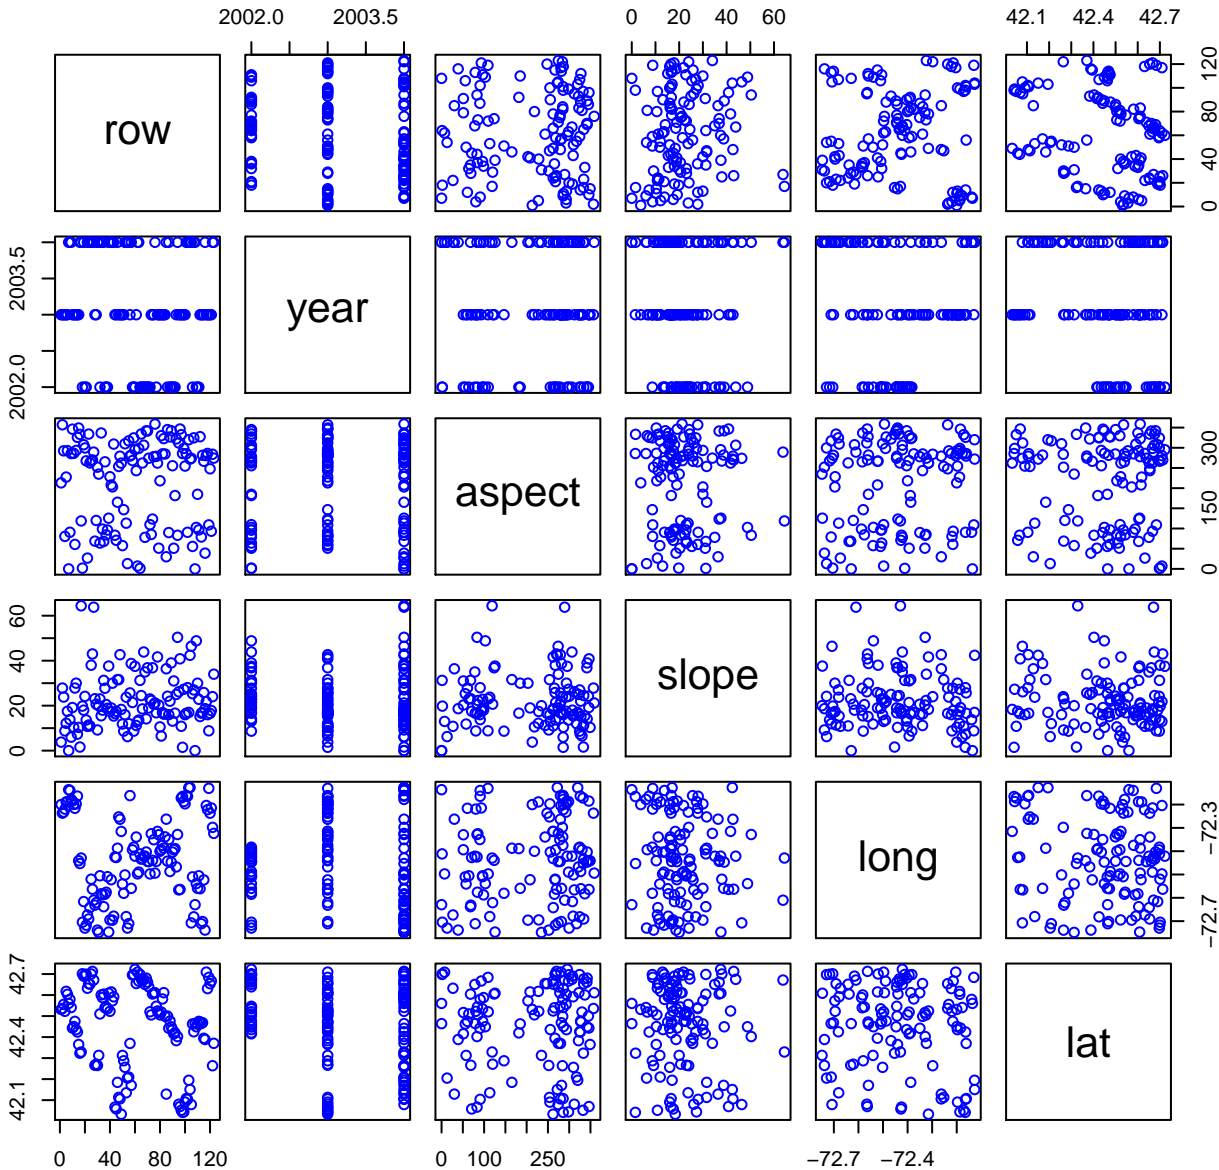 2002.0 2003.5 0 20 40 60 42.1 42.4 42.7
row 0 40 80 120
2002.0 2003.5 year
aspect 0 150 300
0 20 40 60 slope
long -72.7 -72.3
42.1 42.4 42.7 lat
0 40 80 120 0 100 250 -72.7 -72.4